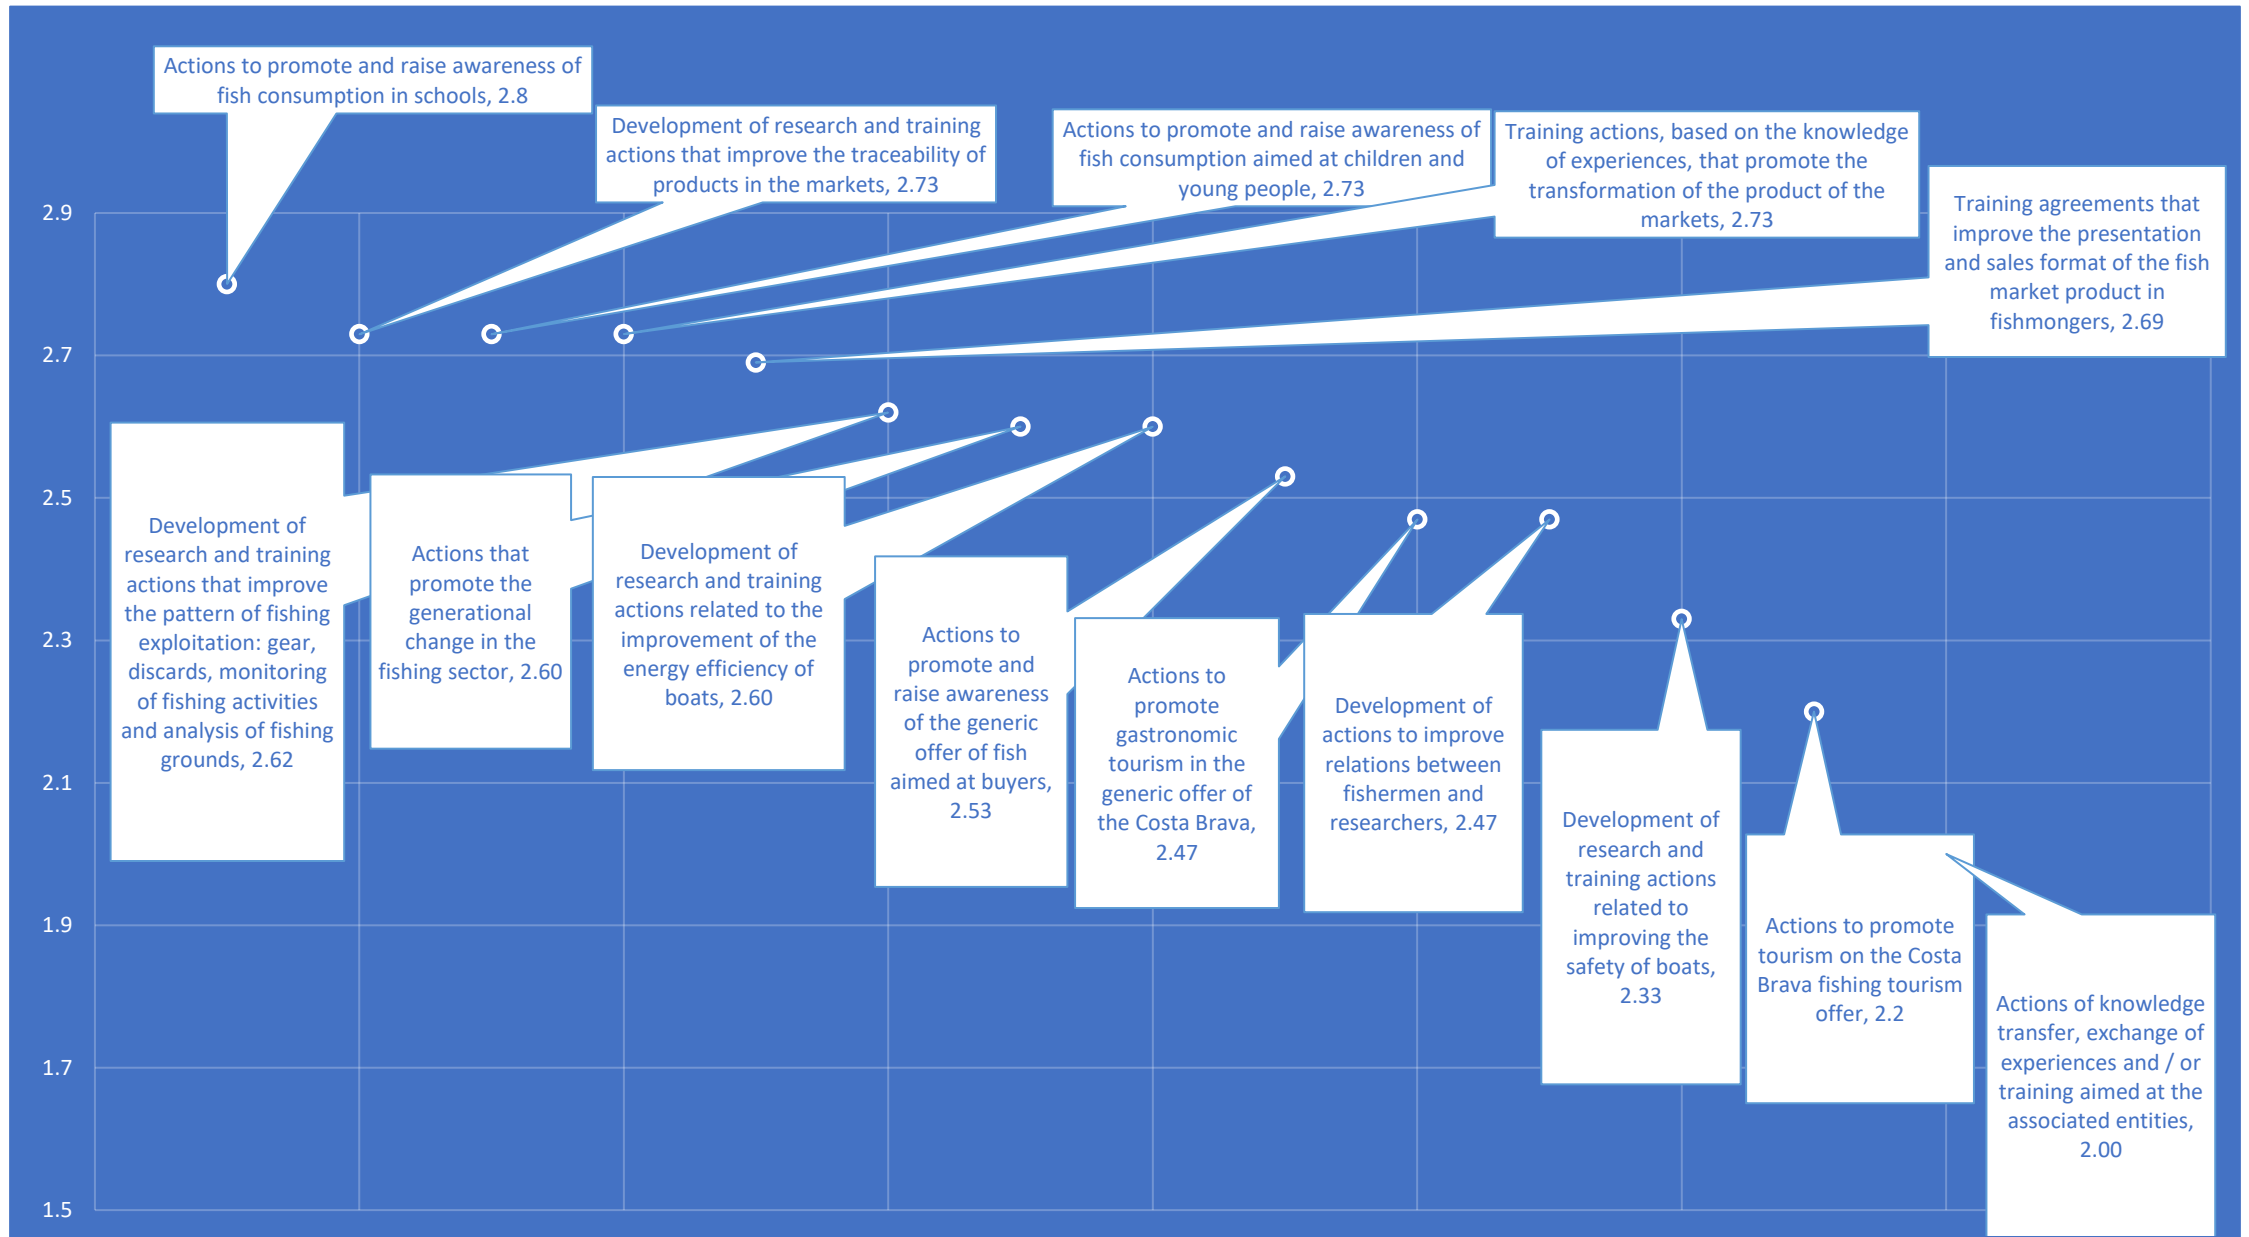 Actions to promote and raise awareness of
fish consumption in schools, 2.8
Development of research and training
actions that improve the traceability of
products in the markets, 2.73
Actions to promote and raise awareness of
fish consumption aimed at children and
young people, 2.73
Training actions, based on the knowledge
of experiences, that promote the
transformation of the product of the
markets, 2.73
Training agreements that
improve the presentation
and sales format of the fish
market product in
fishmongers, 2.69
Development of
research and training
actions that improve
the pattern of fishing
exploitation: gear,
discards, monitoring
of fishing activities
and analysis of fishing
grounds, 2.62
Actions that
promote the
generational
change in the
fishing sector, 2.60
Development of
research and training
actions related to the
improvement of the
energy efficiency of
boats, 2.60
Actions to
promote and
raise awareness
of the generic
offer of fish
aimed at buyers,
2.53
Actions to
promote
gastronomic
tourism in the
generic offer of
the Costa Brava,
2.47
Development of
actions to improve
relations between
fishermen and
researchers, 2.47
Development of
research and
training actions
related to
improving the
safety of boats,
2.33
Actions to promote
tourism on the Costa
Brava fishing tourism
offer, 2.2
Actions of knowledge
transfer, exchange of
experiences and / or
training aimed at the
associated entities,
2.00
2.9
2.7
2.5
2.3
2.1
1.9
1.7
1.5